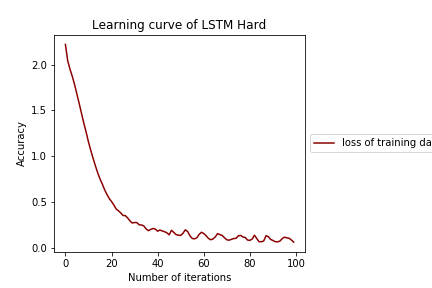 Learning curve of LSTM Hard
Accuracy
2.0
1.5
1.0
0.5
0.0
0
20
40
60
80
100
Number of iterations
loss of training da